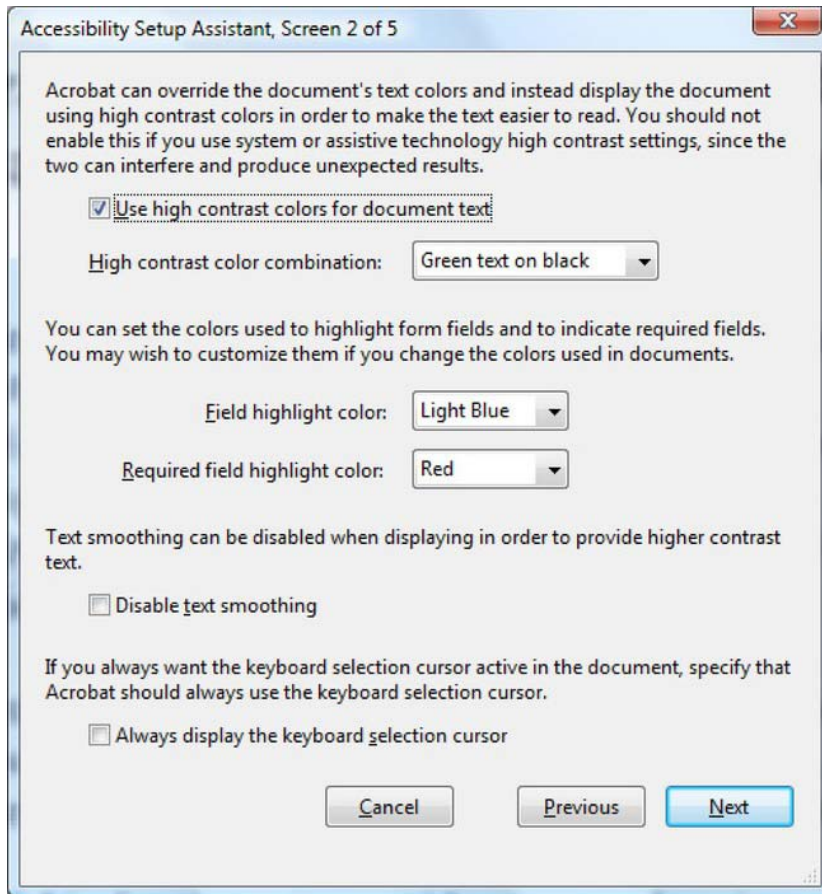 Accessibility Setup Assistant, Screen 2 of 5
Acrobat can override the document's text colors and instead display the document
using high contrast colors in order to make the text easier to read. You should not
enable this if you use system or assistive technology high contrast settings, since the
two can interfere and produce unexpected results.
Use high contrast colors for document text
High contrast color combination: Green text on black
You can set the colors used to highlight form fields and to indicate required fields.
You may wish to customize them if you change the colors used in documents.
Field highlight color: Light Blue
Required field highlight color: Red
Text smoothing can be disabled when displaying in order to provide higher contrast
text.
Disable text smoothing
If you always want the keyboard selection cursor active in the document, specify that
Acrobat should always use the keyboard selection cursor.
Always display the keyboard selection cursor
Cancel Previous Next